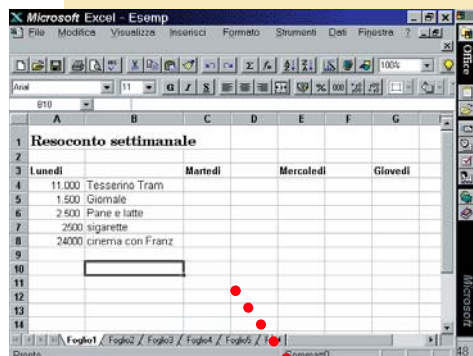 Microsoft Excel - Esemp
File Modifica Visualizza Inserisci Formato Strumenti Dati Finestra ?
100%
Arial 11 G I S
B10
A B C D E F G
1 Resoconto settimanale
2
3 Lunedì Martedì Mercoledì Giovedì
4 11.000 Tesserino Tram
5 1.500 Giornale
6 2.500 Pane e latte
7 2500 sigarette
8 24000 cinema con Franz
9
10
11
12
13
14
Foglio1 Foglio2 Foglio3 Foglio4 Foglio5
Pronto Somma=0
Office
Microsoft
48